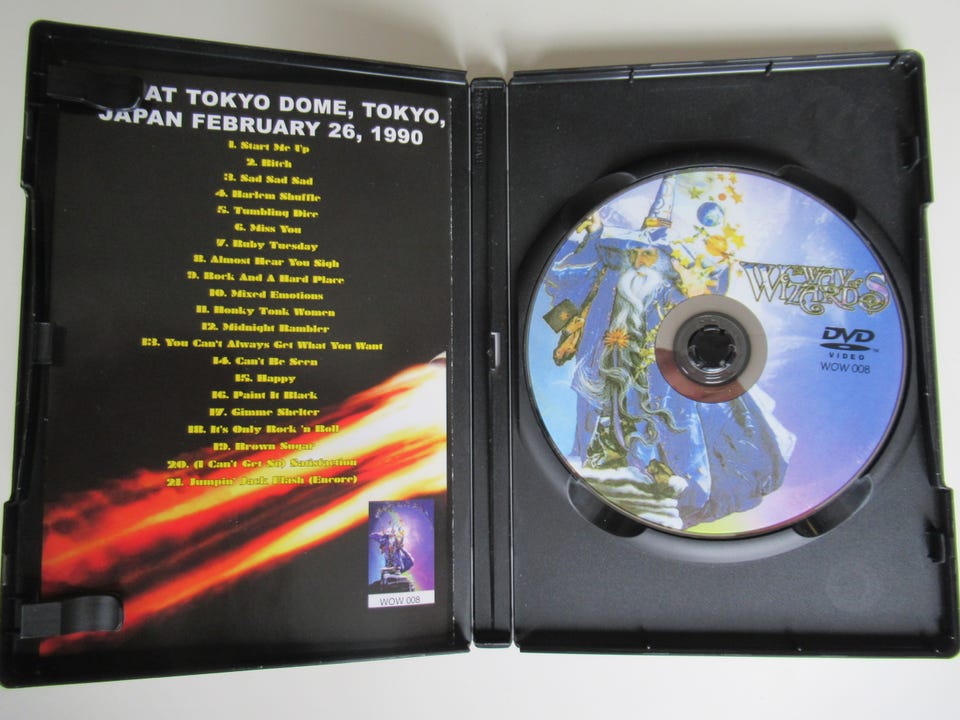 AT TOKYO DOME, TOKYO,
JAPAN FEBRUARY 26, 1990
1. Start Me Up
2. Bitch
3. Sad Sad Sad
4. Harlem Shuffle
5. Tumbling Dice
6. Miss You
7. Ruby Tuesday
8. Almost Hear You Sigh
9. Rock And A Hard Place
10. Mixed Emotions
11. Honky Tonk Women
12. Midnight Rambler
13. You Can't Always Get What You Want
14. Can't Be Seen
15. Happy
16. Paint It Black
17. Gimme Shelter
18. It's Only Rock 'n Roll
19. Brown Sugar
20. (I Can't Get No) Satisfaction
21. Jumpin' Jack Flash (Encore)
WOW 008
WAY OF
WIZARDS
DVD
VIDEO
WOW 008